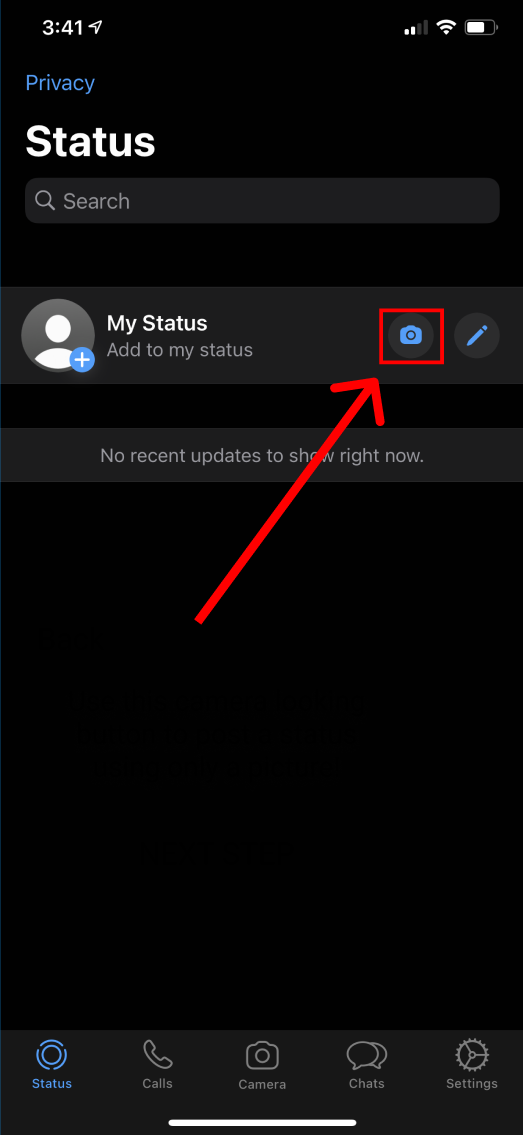 3:41
Privacy
Status
Search
My Status
Add to my status
No recent updates to show right now.
Status
Calls
Camera
Chats
Settings